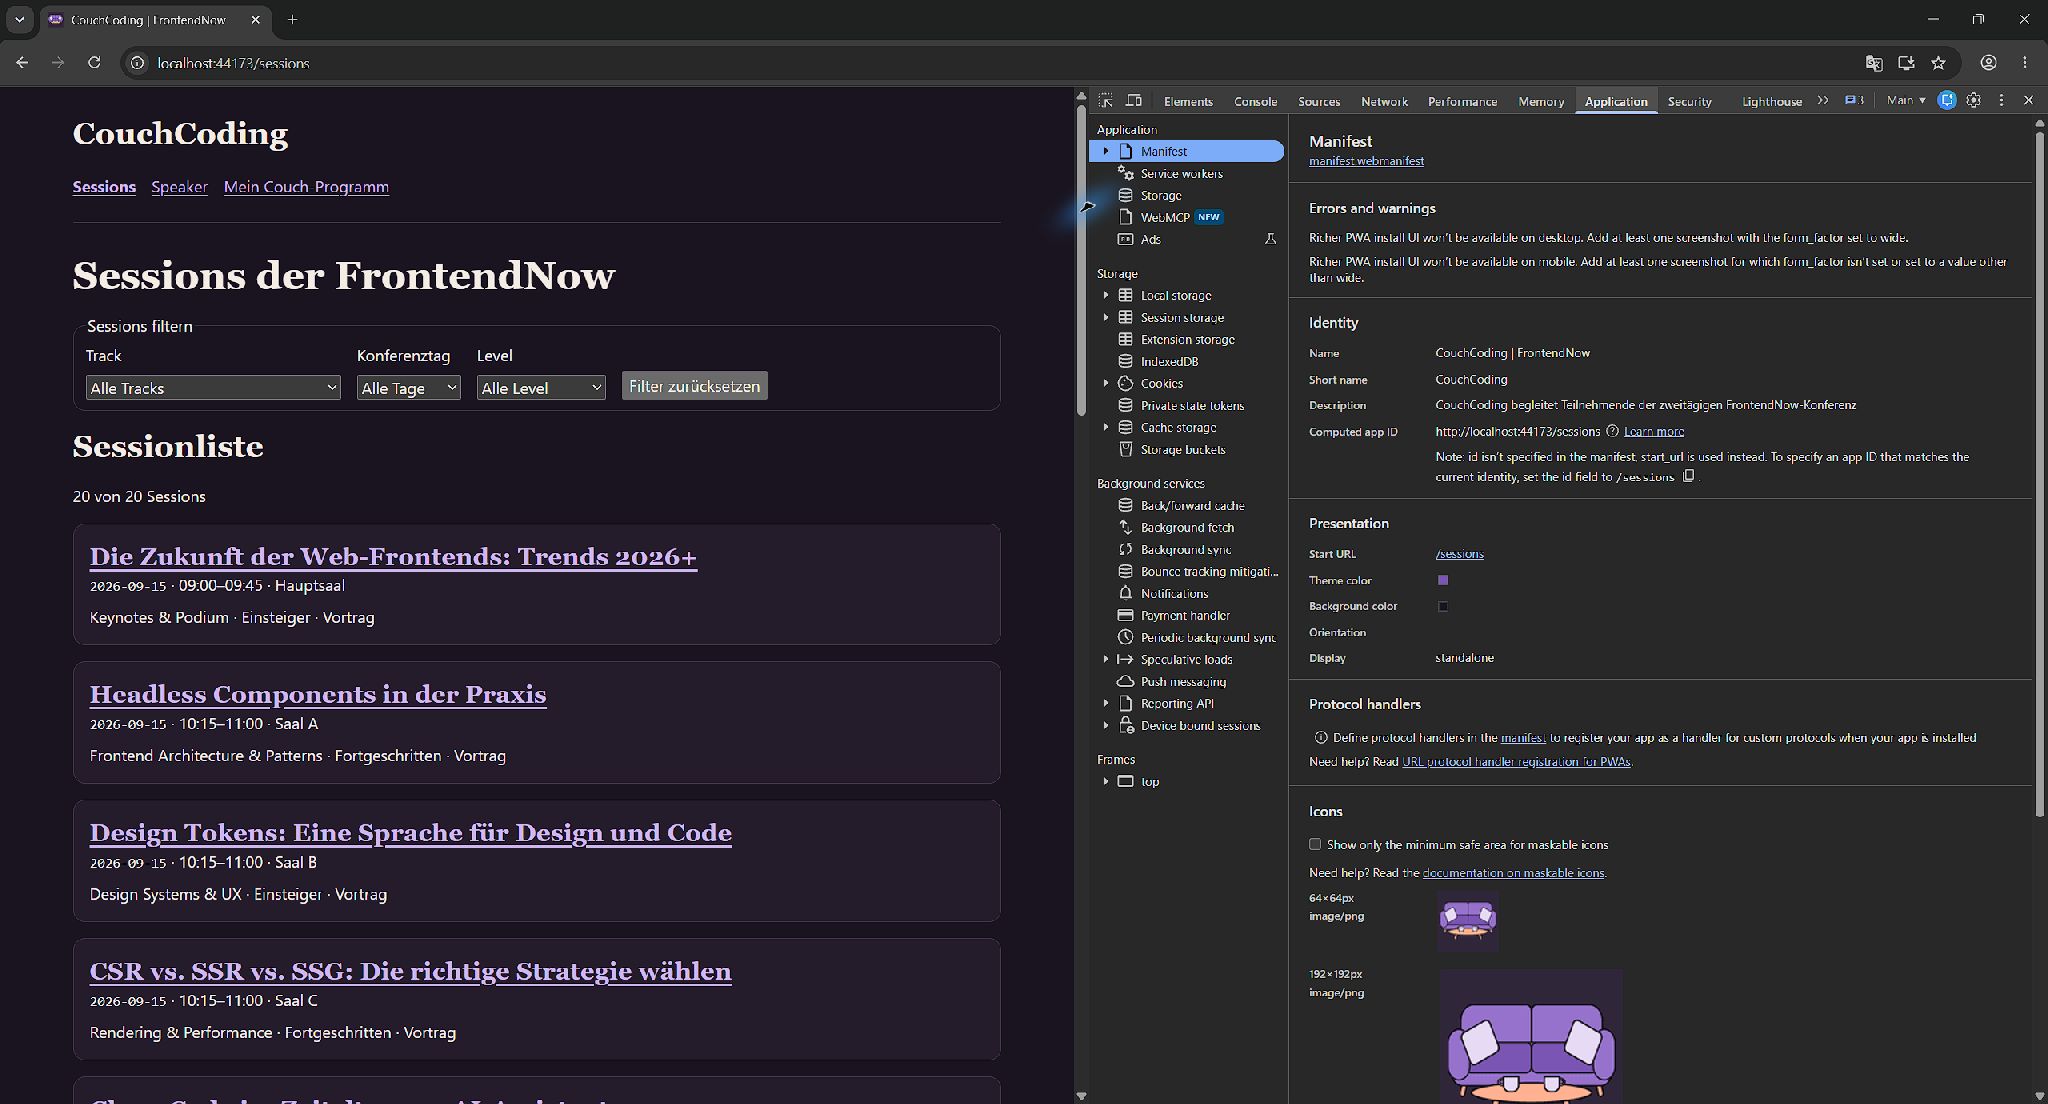 CouchCoding | FrontendNow
localhost:44173/sessions
CouchCoding
Sessions Speaker Mein Couch-Programm
Sessions der FrontendNow
Sessions filtern
Track Konferenztag Level
Alle Tracks Alle Tage Alle Level Filter zurücksetzen
Sessionliste
20 von 20 Sessions
Die Zukunft der Web-Frontends: Trends 2026+
2026-09-15 · 09:00–09:45 · Hauptsaal
Keynotes & Podium · Einsteiger · Vortrag
Headless Components in der Praxis
2026-09-15 · 10:15–11:00 · Saal A
Frontend Architecture & Patterns · Fortgeschritten · Vortrag
Design Tokens: Eine Sprache für Design und Code
2026-09-15 · 10:15–11:00 · Saal B
Design Systems & UX · Einsteiger · Vortrag
CSR vs. SSR vs. SSG: Die richtige Strategie wählen
2026-09-15 · 10:15–11:00 · Saal C
Rendering & Performance · Fortgeschritten · Vortrag
Elements Console Sources Network Performance Memory Application Security Lighthouse 3 Main
Application
Manifest
Service workers
Storage
WebMCP NEW
Ads
Storage
Local storage
Session storage
Extension storage
IndexedDB
Cookies
Private state tokens
Cache storage
Storage buckets
Background services
Back/forward cache
Background fetch
Background sync
Bounce tracking mitigati...
Notifications
Payment handler
Periodic background sync
Speculative loads
Push messaging
Reporting API
Device bound sessions
Frames
top
Manifest
manifest.webmanifest
Errors and warnings
Richer PWA install UI won't be available on desktop. Add at least one screenshot with the form_factor set to wide.
Richer PWA install UI won't be available on mobile. Add at least one screenshot for which form_factor isn't set or set to a value other
than wide.
Identity
Name CouchCoding | FrontendNow
Short name CouchCoding
Description CouchCoding begleitet Teilnehmende der zweitägigen FrontendNow-Konferenz
Computed app ID http://localhost:44173/sessions Learn more
Note: id isn't specified in the manifest, start_url is used instead. To specify an app ID that matches the
current identity, set the id field to /sessions .
Presentation
Start URL /sessions
Theme color
Background color
Orientation
Display standalone
Protocol handlers
Define protocol handlers in the manifest to register your app as a handler for custom protocols when your app is installed
Need help? Read URL protocol handler registration for PWAs.
Icons
Show only the minimum safe area for maskable icons
Need help? Read the documentation on maskable icons.
64×64px
image/png
192×192px
image/png